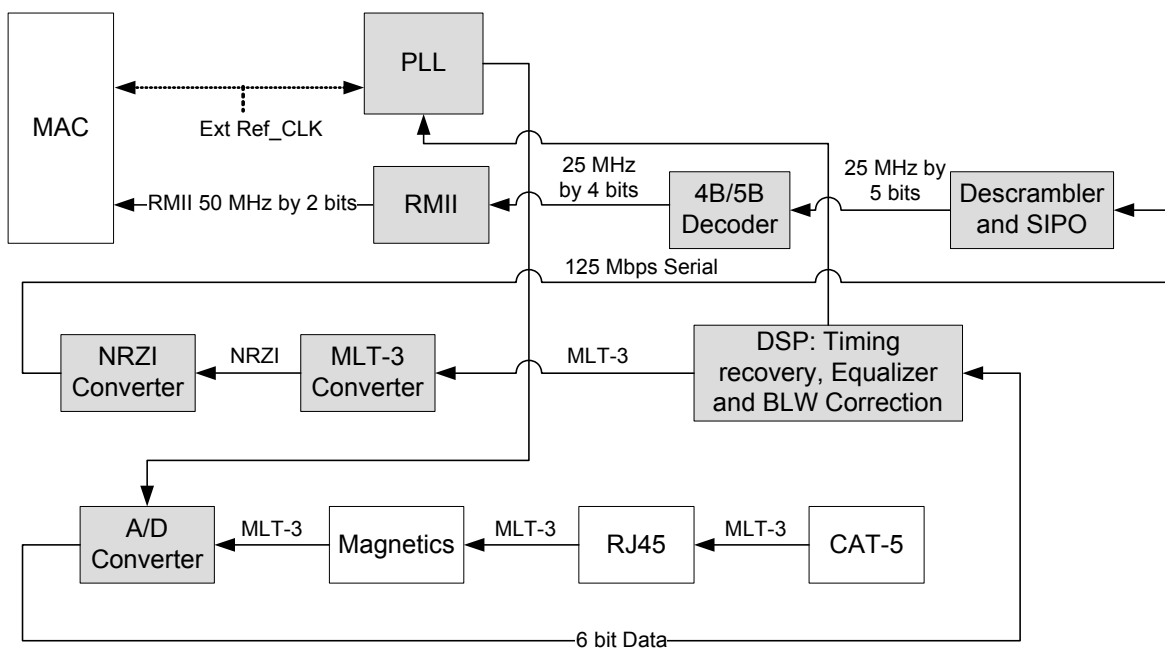 MAC
PLL
Ext Ref_CLK
RMII 50 MHz by 2 bits
RMII
25 MHz
by 4 bits
4B/5B
Decoder
25 MHz by
5 bits
Descrambler
and SIPO
125 Mbps Serial
NRZI
Converter
NRZI
MLT-3
Converter
MLT-3
DSP: Timing
recovery, Equalizer
and BLW Correction
A/D
Converter
MLT-3
Magnetics
MLT-3
RJ45
MLT-3
CAT-5
6 bit Data